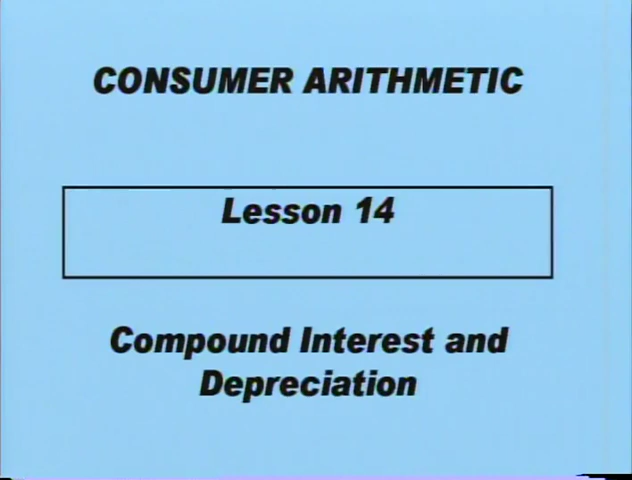 CONSUMER ARITHMETIC
Lesson 14
Compound Interest and
Depreciation